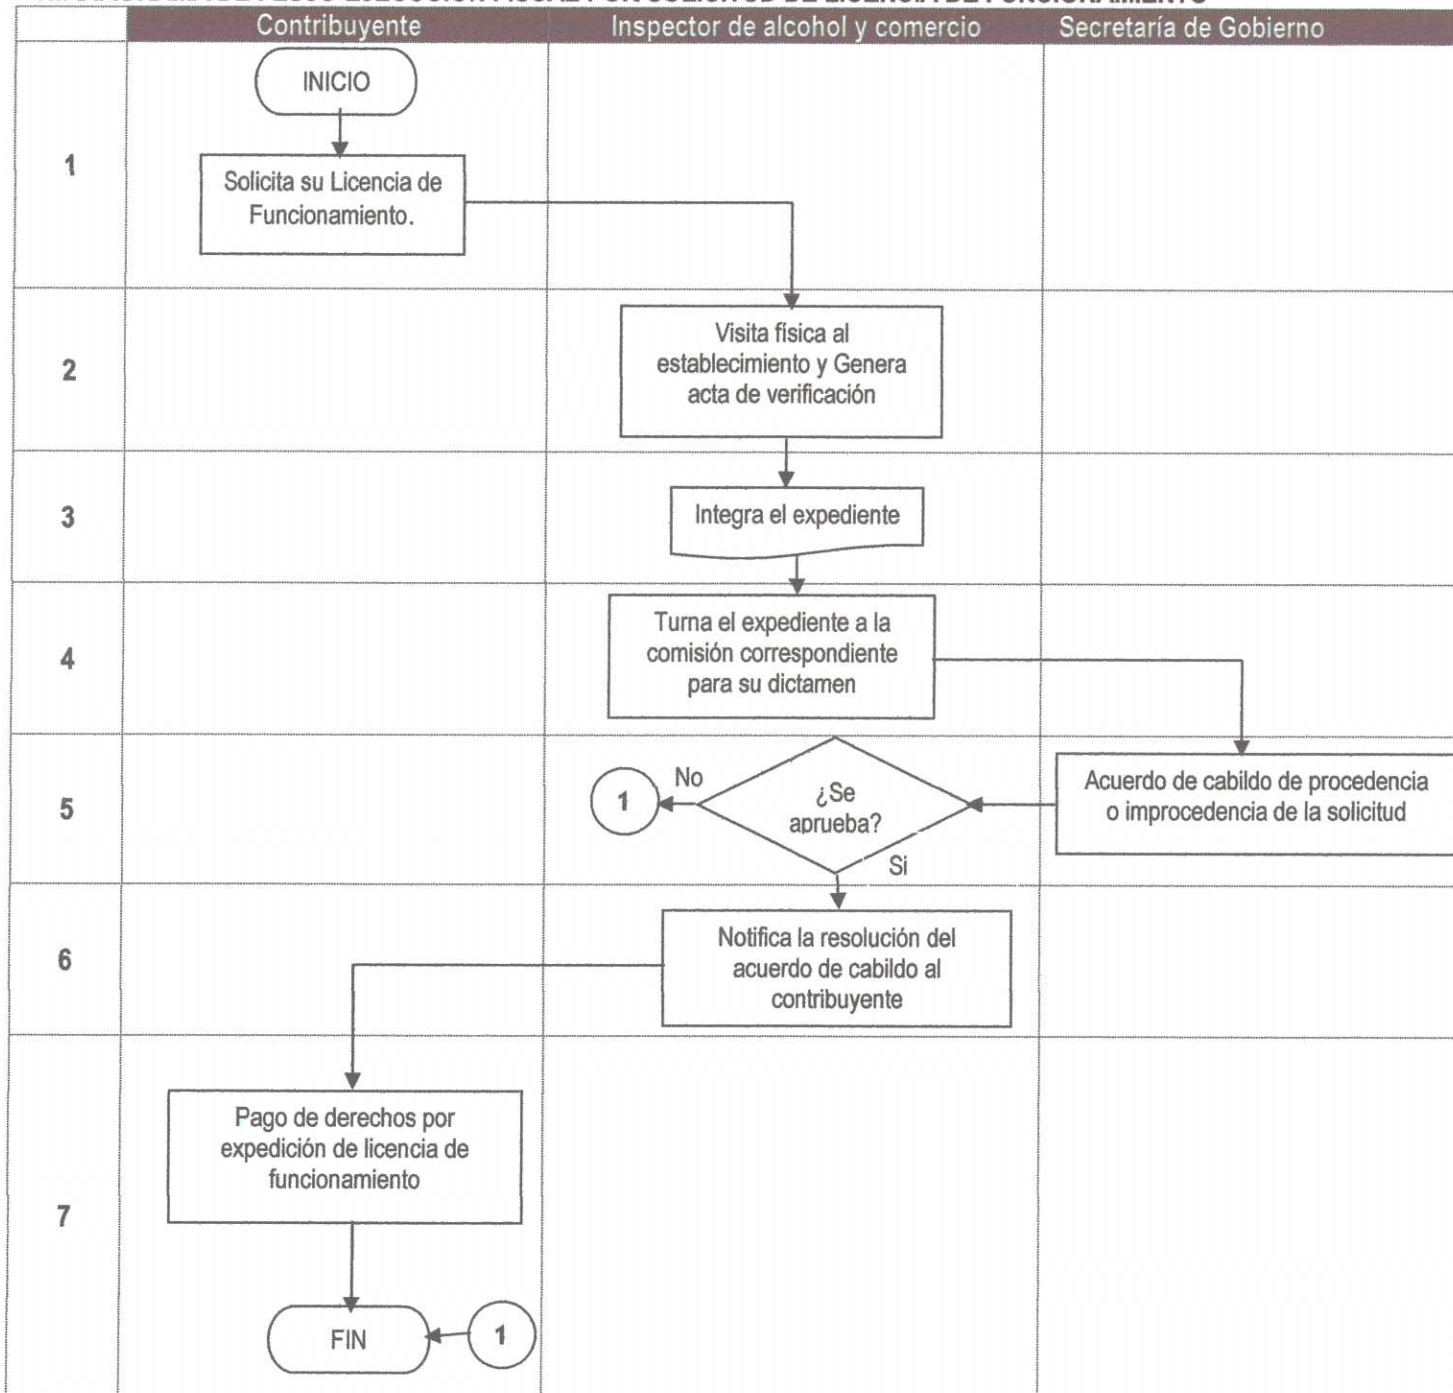 Contribuyente
Inspector de alcohol y comercio
Secretaría de Gobierno
1
INICIO
Solicita su Licencia de
Funcionamiento.
2
Visita física al
establecimiento y Genera
acta de verificación
3
Integra el expediente
4
Turna el expediente a la
comisión correspondiente
para su dictamen
5
1
No
¿Se
aprueba?
Si
Acuerdo de cabildo de procedencia
o improcedencia de la solicitud
6
Notifica la resolución del
acuerdo de cabildo al
contribuyente
7
Pago de derechos por
expedición de licencia de
funcionamiento
FIN
1